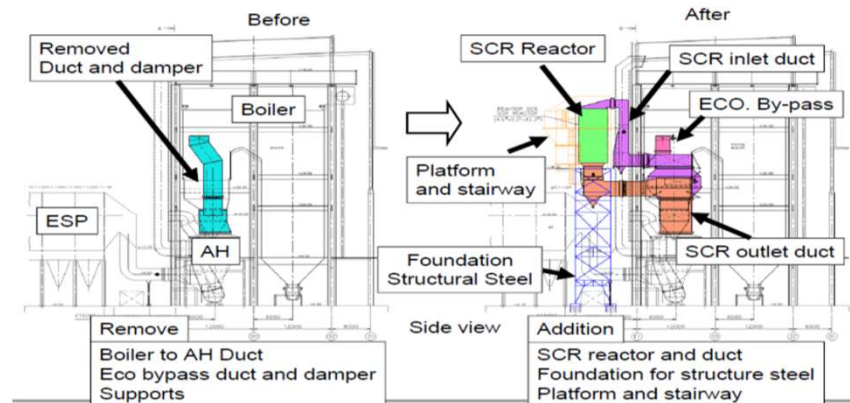 Before
After
Removed
Duct and damper
Boiler
ESP
AH
SCR Reactor
SCR inlet duct
ECO. By-pass
Platform
and stairway
SCR outlet duct
Foundation
Structural Steel
Side view
Remove
Boiler to AH Duct
Eco bypass duct and damper
Supports
Addition
SCR reactor and duct
Foundation for structure steel
Platform and stairway